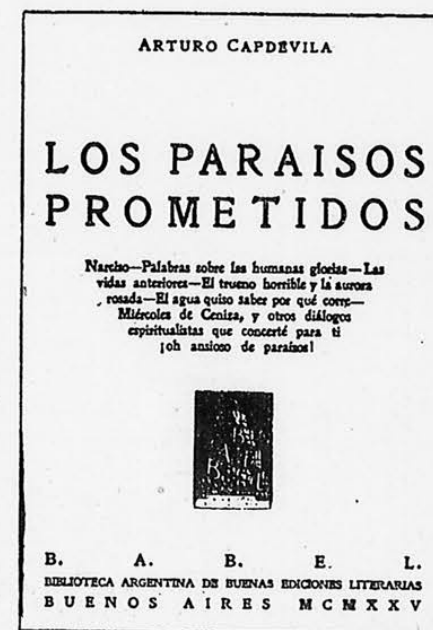 ARTURO CAPDEVILA
LOS PARAISOS
PROMETIDOS
Narciso—Palabras sobre las humanas glorias—Las
vidas anteriores—El trueno horrible y la aurora
rosada—El agua quiso saber por qué corre—
Miércoles de Ceniza, y otros diálogos
espiritualistas que concerté para ti
¡oh ansioso de paraísos!
B. A. B. E. L.
BIBLIOTECA ARGENTINA DE BUENAS EDICIONES LITERARIAS
BUENOS AIRES MCMXXV